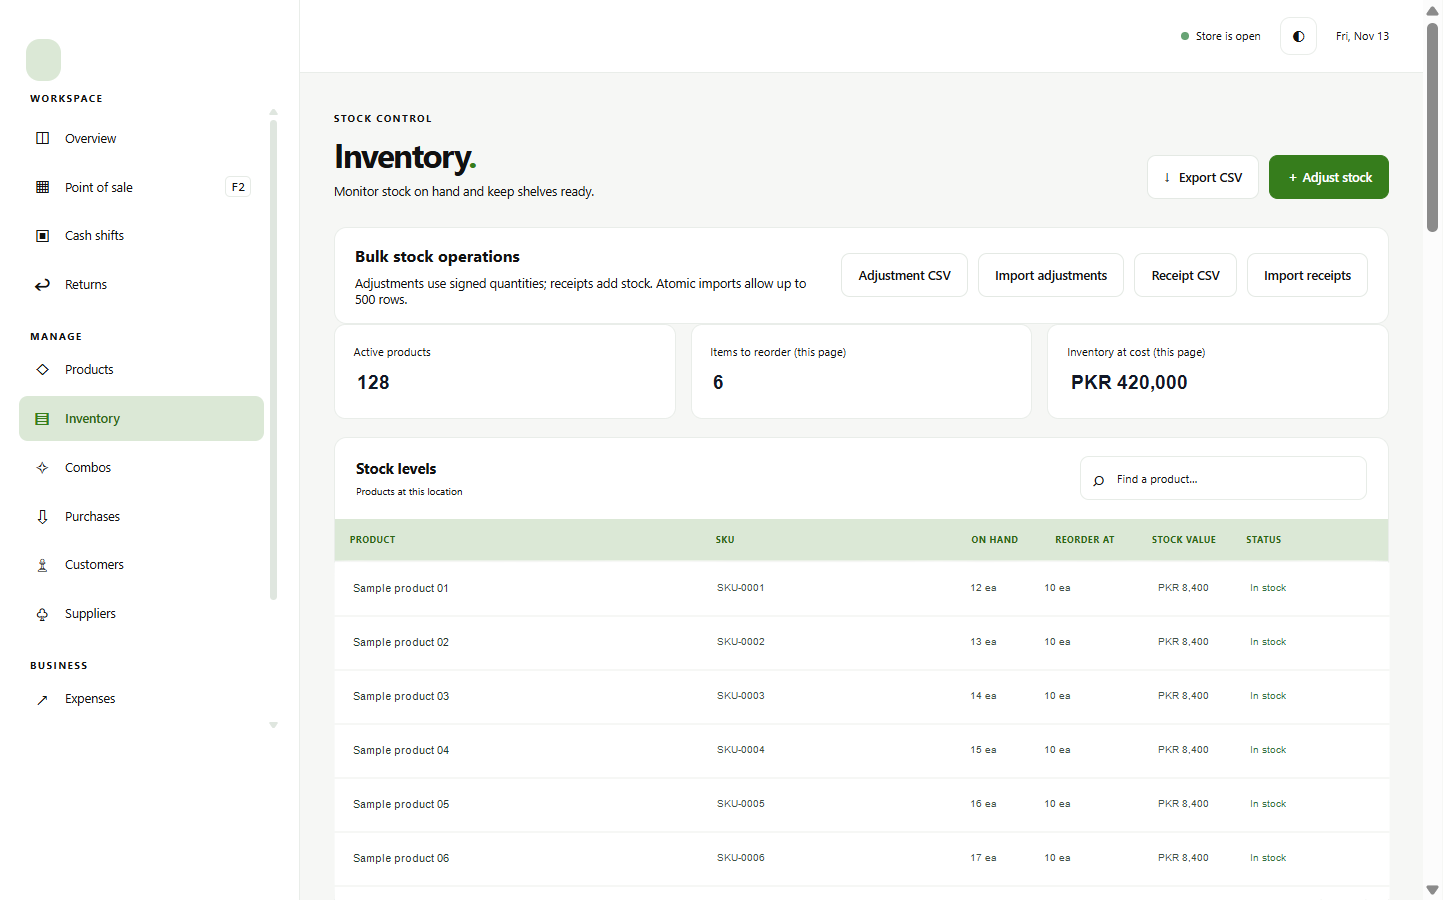 WORKSPACE
Overview
Point of sale F2
Cash shifts
Returns
MANAGE
Products
Inventory
Combos
Purchases
Customers
Suppliers
BUSINESS
Expenses
Store is open
Fri, Nov 13
STOCK CONTROL
Inventory.
Monitor stock on hand and keep shelves ready.
↓ Export CSV
+ Adjust stock
Bulk stock operations
Adjustments use signed quantities; receipts add stock. Atomic imports allow up to
500 rows.
Adjustment CSV
Import adjustments
Receipt CSV
Import receipts
Active products
128
Items to reorder (this page)
6
Inventory at cost (this page)
PKR 420,000
Stock levels
Products at this location
Find a product...
PRODUCT SKU ON HAND REORDER AT STOCK VALUE STATUS
Sample product 01 SKU-0001 12 ea 10 ea PKR 8,400 In stock
Sample product 02 SKU-0002 13 ea 10 ea PKR 8,400 In stock
Sample product 03 SKU-0003 14 ea 10 ea PKR 8,400 In stock
Sample product 04 SKU-0004 15 ea 10 ea PKR 8,400 In stock
Sample product 05 SKU-0005 16 ea 10 ea PKR 8,400 In stock
Sample product 06 SKU-0006 17 ea 10 ea PKR 8,400 In stock